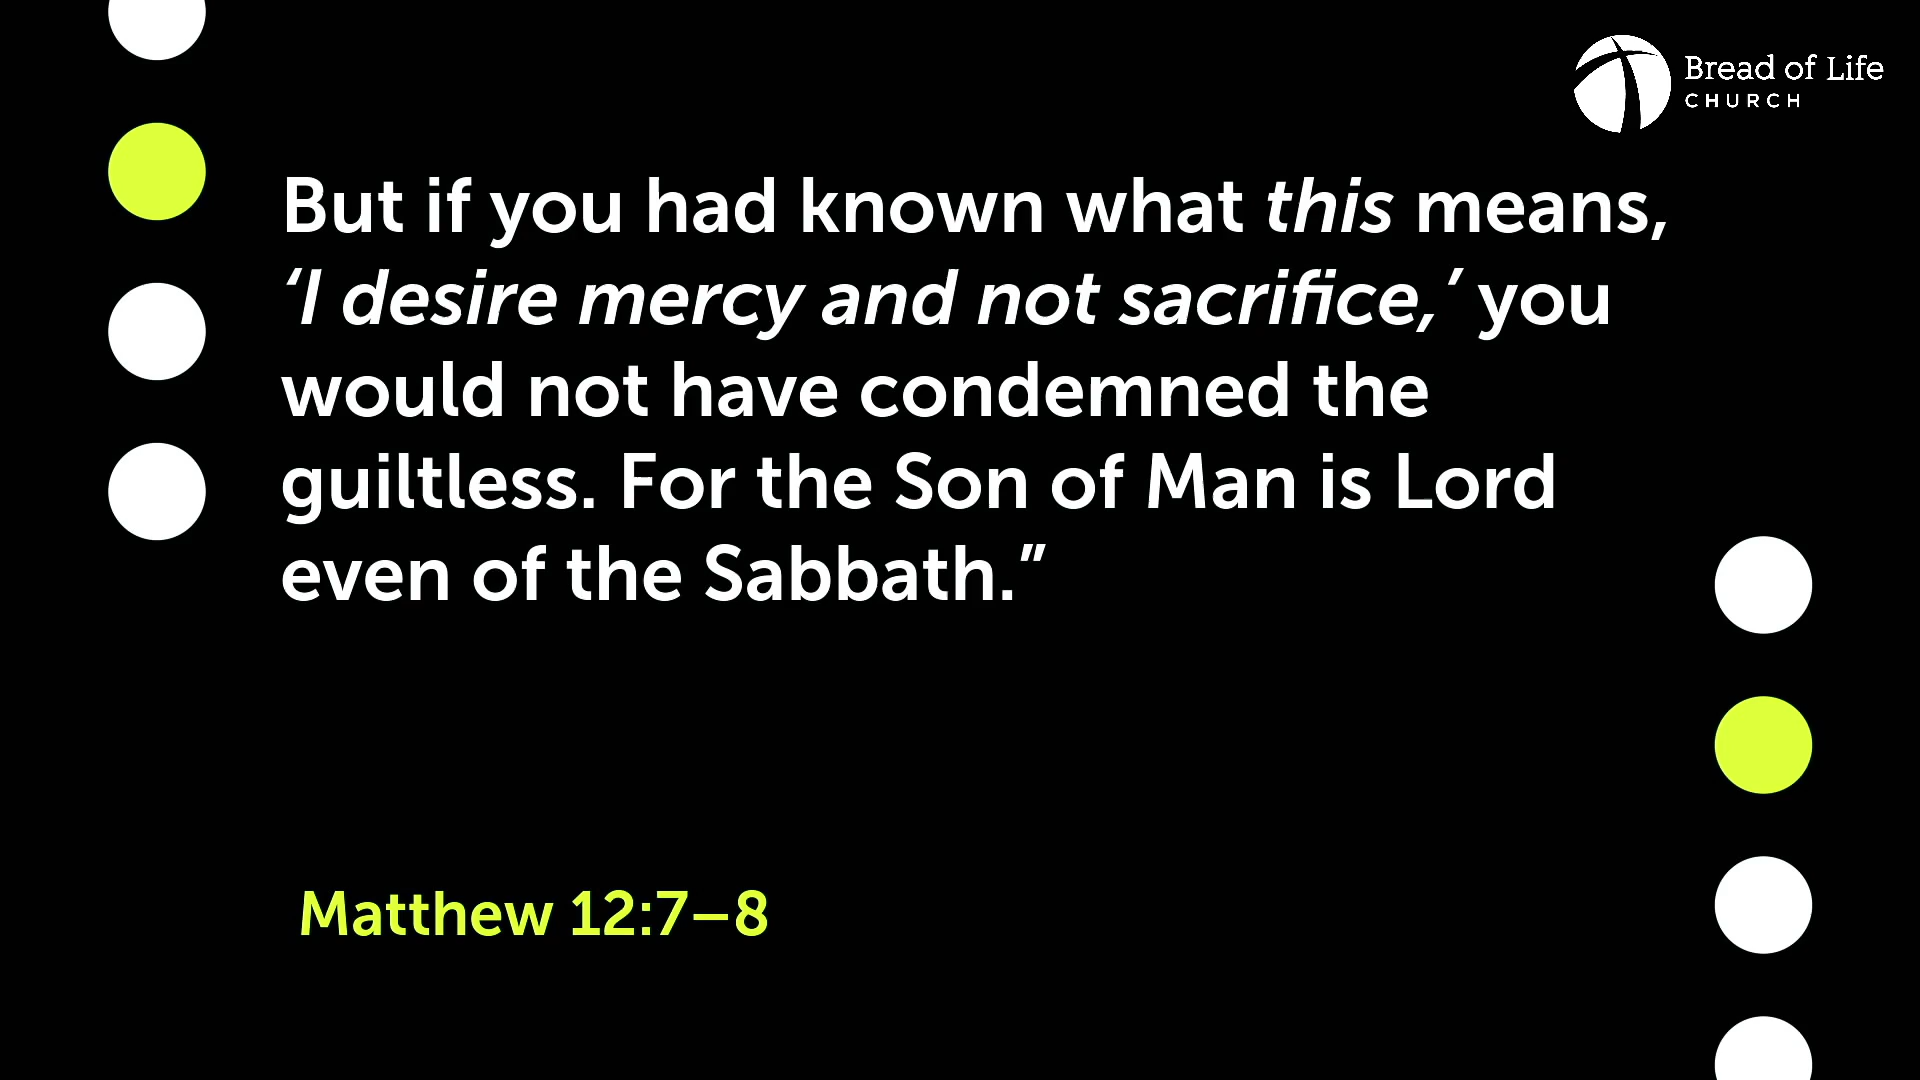 Bread of Life
CHURCH
But if you had known what this means,
‘I desire mercy and not sacrifice,’ you
would not have condemned the
guiltless. For the Son of Man is Lord
even of the Sabbath.”
Matthew 12:7–8